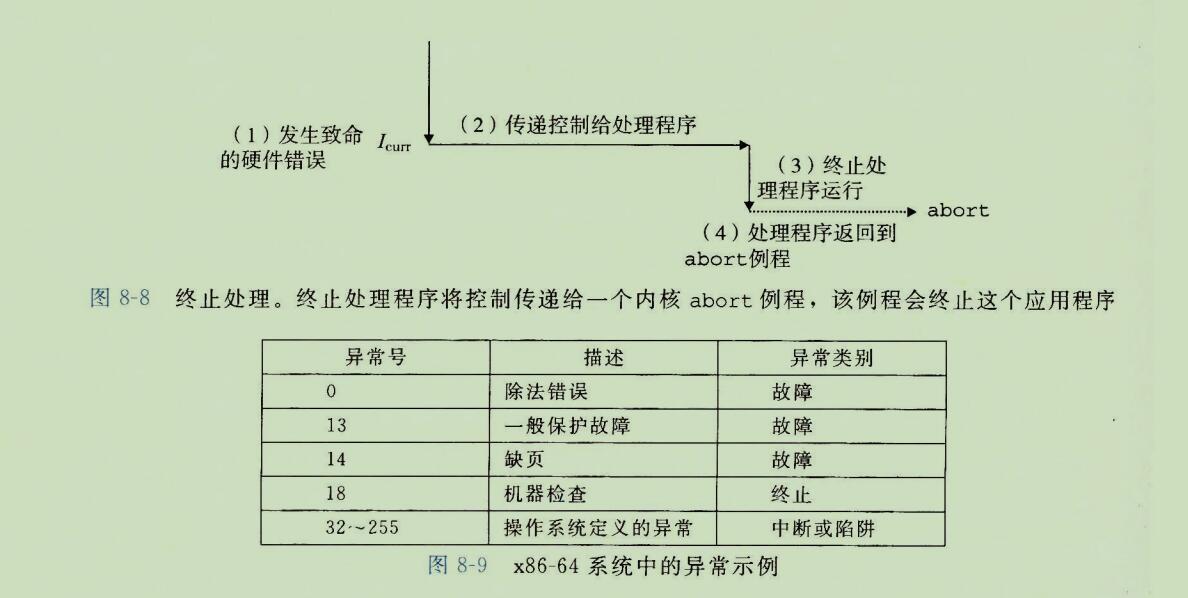 (1)发生致命
的硬件错误
Icurr
(2)传递控制给处理程序
(3)终止处
理程序运行
abort
(4)处理程序返回到
abort例程
图 8-8 终止处理。终止处理程序将控制传递给一个内核 abort 例程，该例程会终止这个应用程序
异常号 描述 异常类别
0 除法错误 故障
13 一般保护故障 故障
14 缺页 故障
18 机器检查 终止
32~255 操作系统定义的异常 中断或陷阱
图 8-9 x86-64 系统中的异常示例